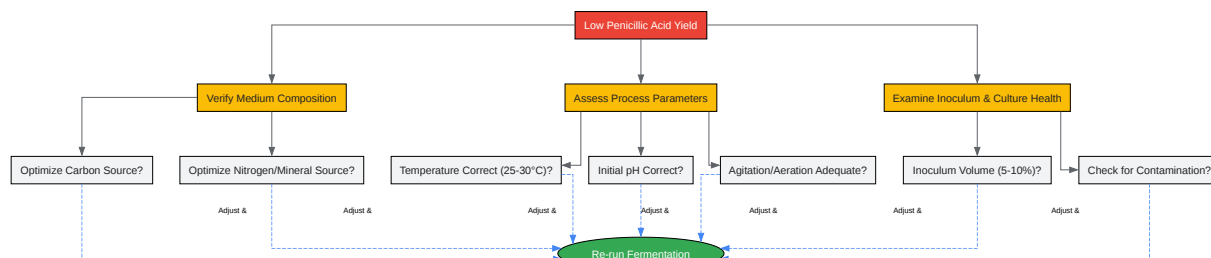 Low Penicillic Acid Yield
Verify Medium Composition
Assess Process Parameters
Examine Inoculum & Culture Health
Optimize Carbon Source?
Optimize Nitrogen/Mineral Source?
Temperature Correct (25-30°C)?
Initial pH Correct?
Agitation/Aeration Adequate?
Inoculum Volume (5-10%)?
Check for Contamination?
Adjust &
Adjust &
Adjust &
Adjust &
Adjust &
Adjust &
Adjust &
Re-run Fermentation